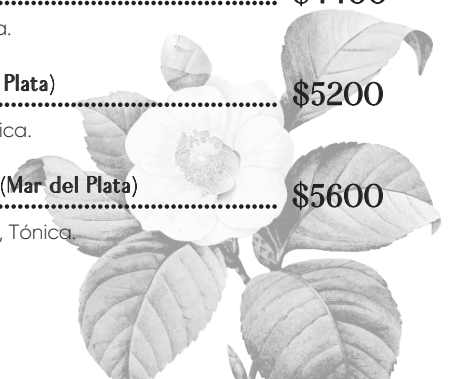 a.
Plata)
$5200
ica.
(Mar del Plata)
$5600
, Tónica.